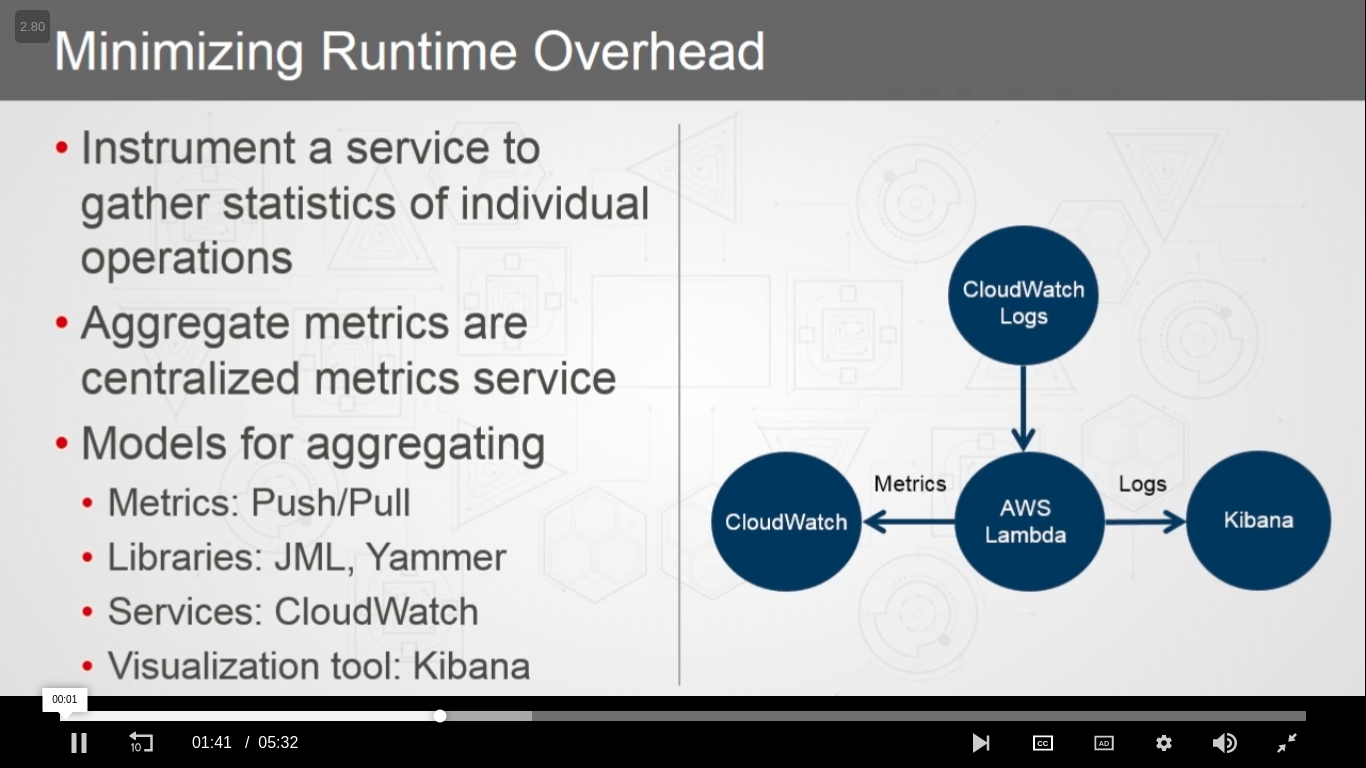 2.80
Minimizing Runtime Overhead
• Instrument a service to
gather statistics of individual
operations
• Aggregate metrics are
centralized metrics service
• Models for aggregating
• Metrics: Push/Pull
• Libraries: JML, Yammer
• Services: CloudWatch
• Visualization tool: Kibana
CloudWatch
Logs
CloudWatch
Metrics
AWS
Lambda
Logs
Kibana
00:01
10
01:41 / 05:32
CC
AD